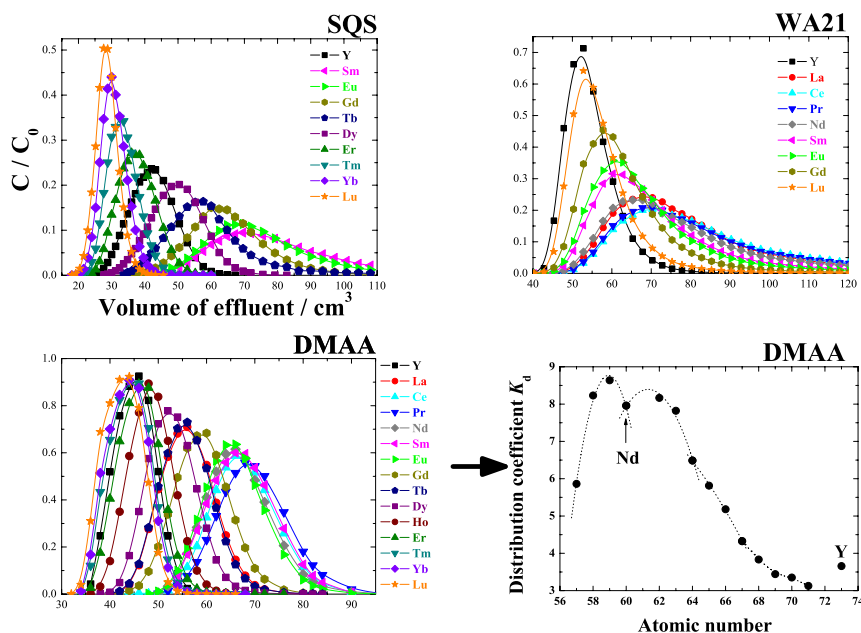 SQS
C / C0
0.5
0.4
0.3
0.2
0.1
0.0
20 30 40 50 60 70 80 90 100 110
Volume of effluent / cm3
Y
Sm
Eu
Gd
Tb
Dy
Er
Tm
Yb
Lu
WA21
0.7
0.6
0.5
0.4
0.3
0.2
0.1
0.0
40 50 60 70 80 90 100 110 120
Y
La
Ce
Pr
Nd
Sm
Eu
Gd
Lu
DMAA
1.0
0.8
0.6
0.4
0.2
0.0
30 40 50 60 70 80 90
Y
La
Ce
Pr
Nd
Sm
Eu
Gd
Tb
Dy
Ho
Er
Tm
Yb
Lu
DMAA
Distribution coefficient Kd
9
8
7
6
5
4
3
Nd
Y
56 58 60 62 64 66 68 70 72 74
Atomic number